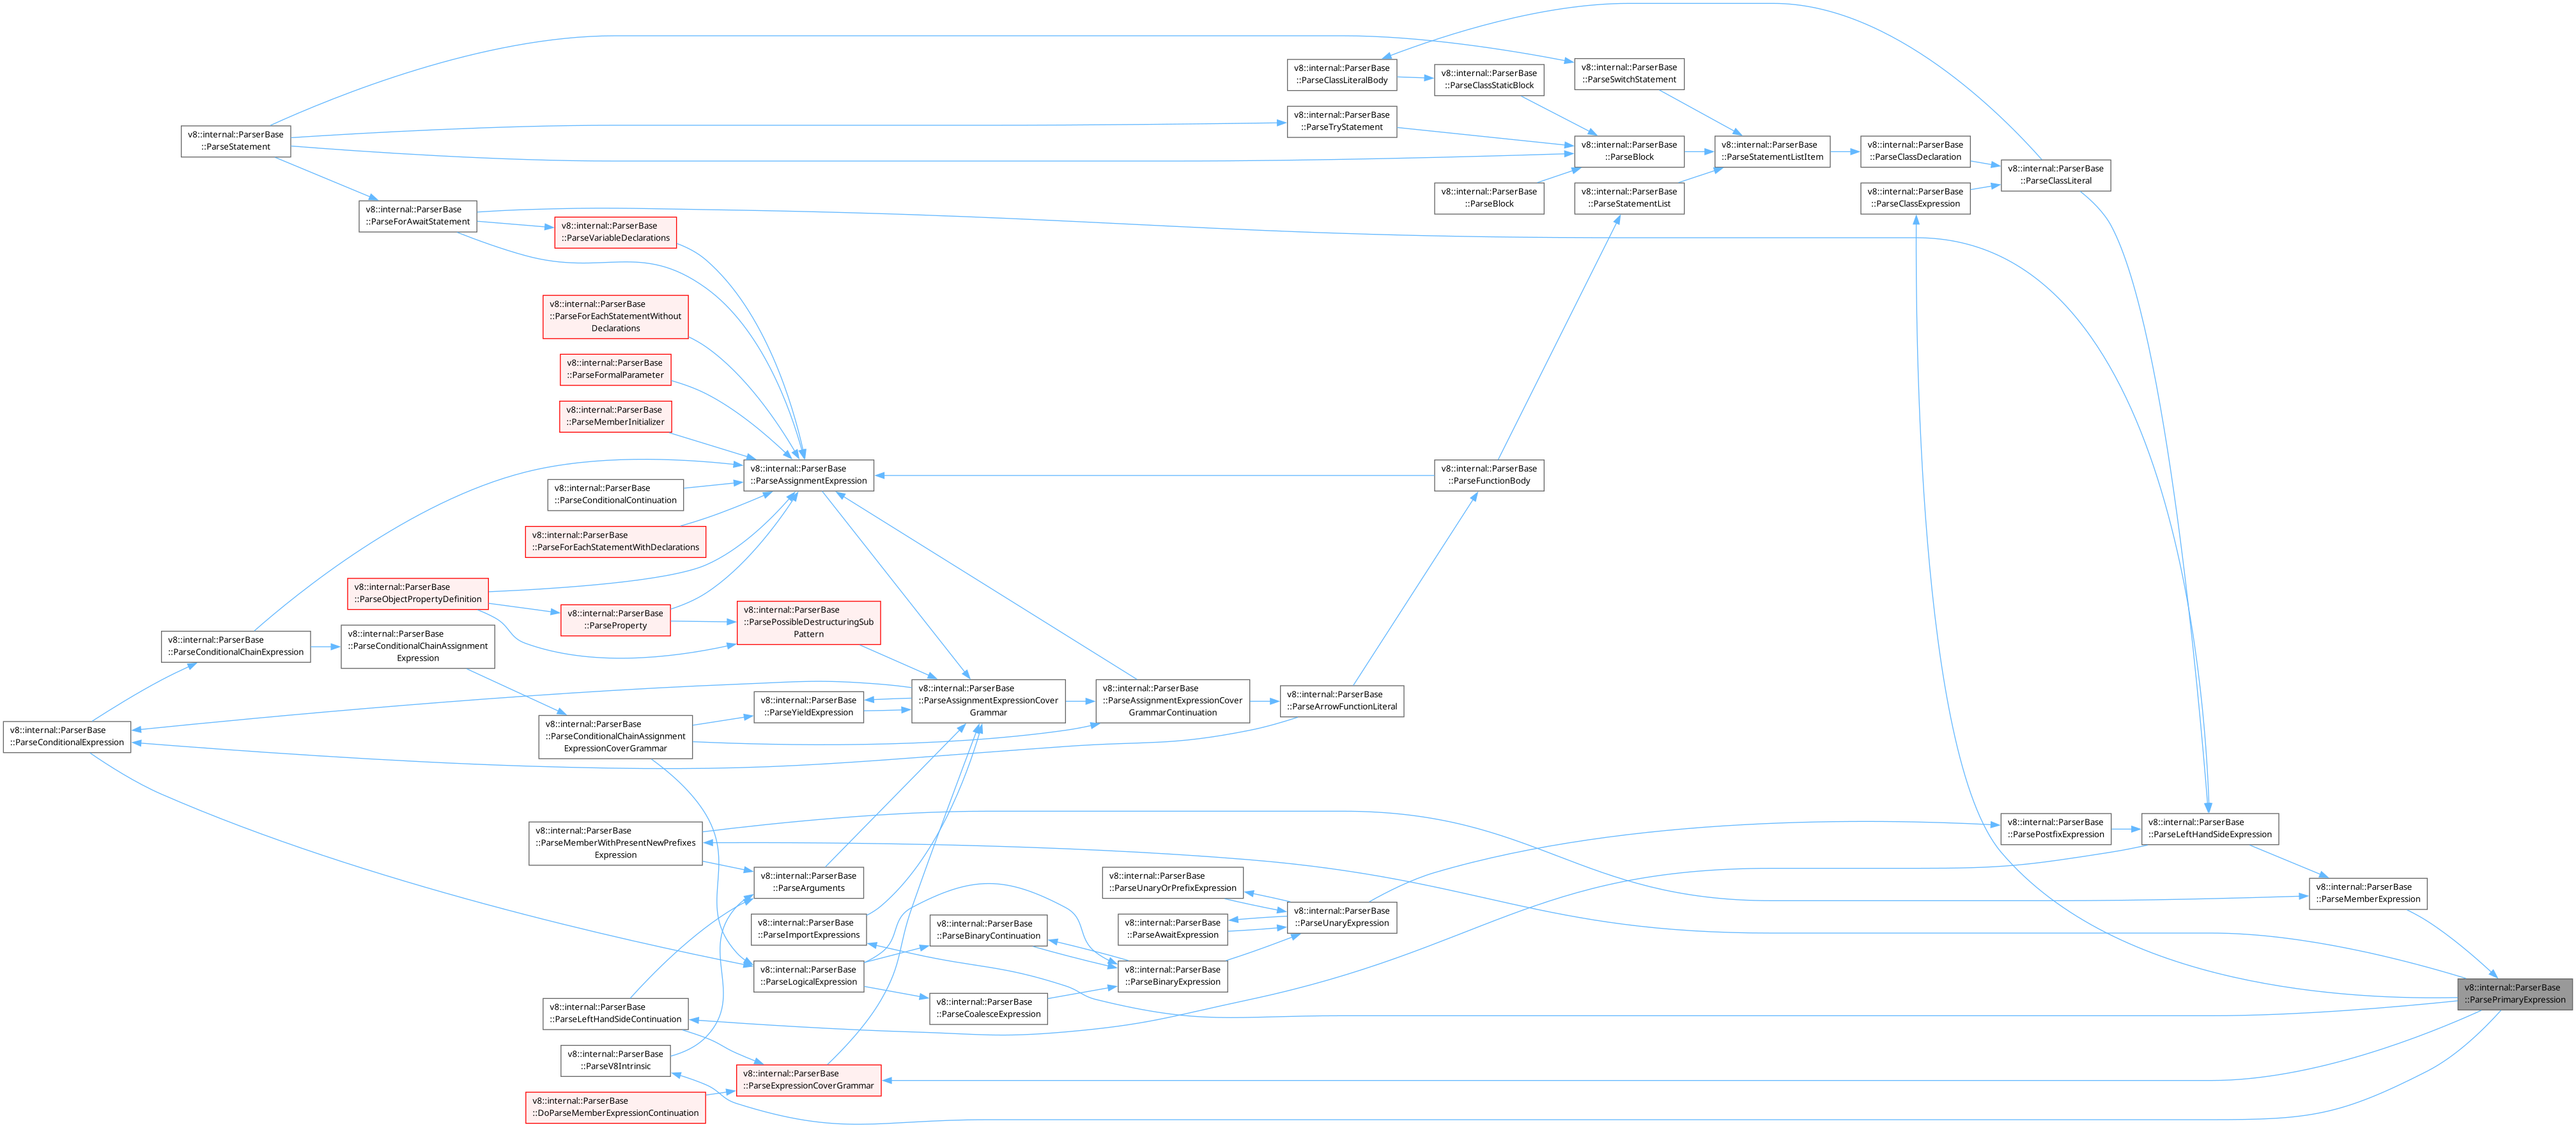 v8::internal::ParserBase
::ParseClassLiteralBody
v8::internal::ParserBase
::ParseClassStaticBlock
v8::internal::ParserBase
::ParseSwitchStatement
v8::internal::ParserBase
::ParseTryStatement
v8::internal::ParserBase
::ParseStatement
v8::internal::ParserBase
::ParseBlock
v8::internal::ParserBase
::ParseStatementListItem
v8::internal::ParserBase
::ParseClassDeclaration
v8::internal::ParserBase
::ParseClassLiteral
v8::internal::ParserBase
::ParseForAwaitStatement
v8::internal::ParserBase
::ParseBlock
v8::internal::ParserBase
::ParseStatementList
v8::internal::ParserBase
::ParseClassExpression
v8::internal::ParserBase
::ParseVariableDeclarations
v8::internal::ParserBase
::ParseForEachStatementWithout
Declarations
v8::internal::ParserBase
::ParseFormalParameter
v8::internal::ParserBase
::ParseMemberInitializer
v8::internal::ParserBase
::ParseAssignmentExpression
v8::internal::ParserBase
::ParseFunctionBody
v8::internal::ParserBase
::ParseConditionalContinuation
v8::internal::ParserBase
::ParseForEachStatementWithDeclarations
v8::internal::ParserBase
::ParseObjectPropertyDefinition
v8::internal::ParserBase
::ParseProperty
v8::internal::ParserBase
::ParsePossibleDestructuringSub
Pattern
v8::internal::ParserBase
::ParseConditionalChainExpression
v8::internal::ParserBase
::ParseConditionalChainAssignment
Expression
v8::internal::ParserBase
::ParseYieldExpression
v8::internal::ParserBase
::ParseAssignmentExpressionCover
Grammar
v8::internal::ParserBase
::ParseAssignmentExpressionCover
GrammarContinuation
v8::internal::ParserBase
::ParseArrowFunctionLiteral
v8::internal::ParserBase
::ParseConditionalExpression
v8::internal::ParserBase
::ParseConditionalChainAssignment
ExpressionCoverGrammar
v8::internal::ParserBase
::ParseMemberWithPresentNewPrefixes
Expression
v8::internal::ParserBase
::ParsePostfixExpression
v8::internal::ParserBase
::ParseLeftHandSideExpression
v8::internal::ParserBase
::ParseArguments
v8::internal::ParserBase
::ParseUnaryOrPrefixExpression
v8::internal::ParserBase
::ParseMemberExpression
v8::internal::ParserBase
::ParseImportExpressions
v8::internal::ParserBase
::ParseBinaryContinuation
v8::internal::ParserBase
::ParseAwaitExpression
v8::internal::ParserBase
::ParseUnaryExpression
v8::internal::ParserBase
::ParseLogicalExpression
v8::internal::ParserBase
::ParseBinaryExpression
v8::internal::ParserBase
::ParsePrimaryExpression
v8::internal::ParserBase
::ParseLeftHandSideContinuation
v8::internal::ParserBase
::ParseCoalesceExpression
v8::internal::ParserBase
::ParseV8Intrinsic
v8::internal::ParserBase
::ParseExpressionCoverGrammar
v8::internal::ParserBase
::DoParseMemberExpressionContinuation